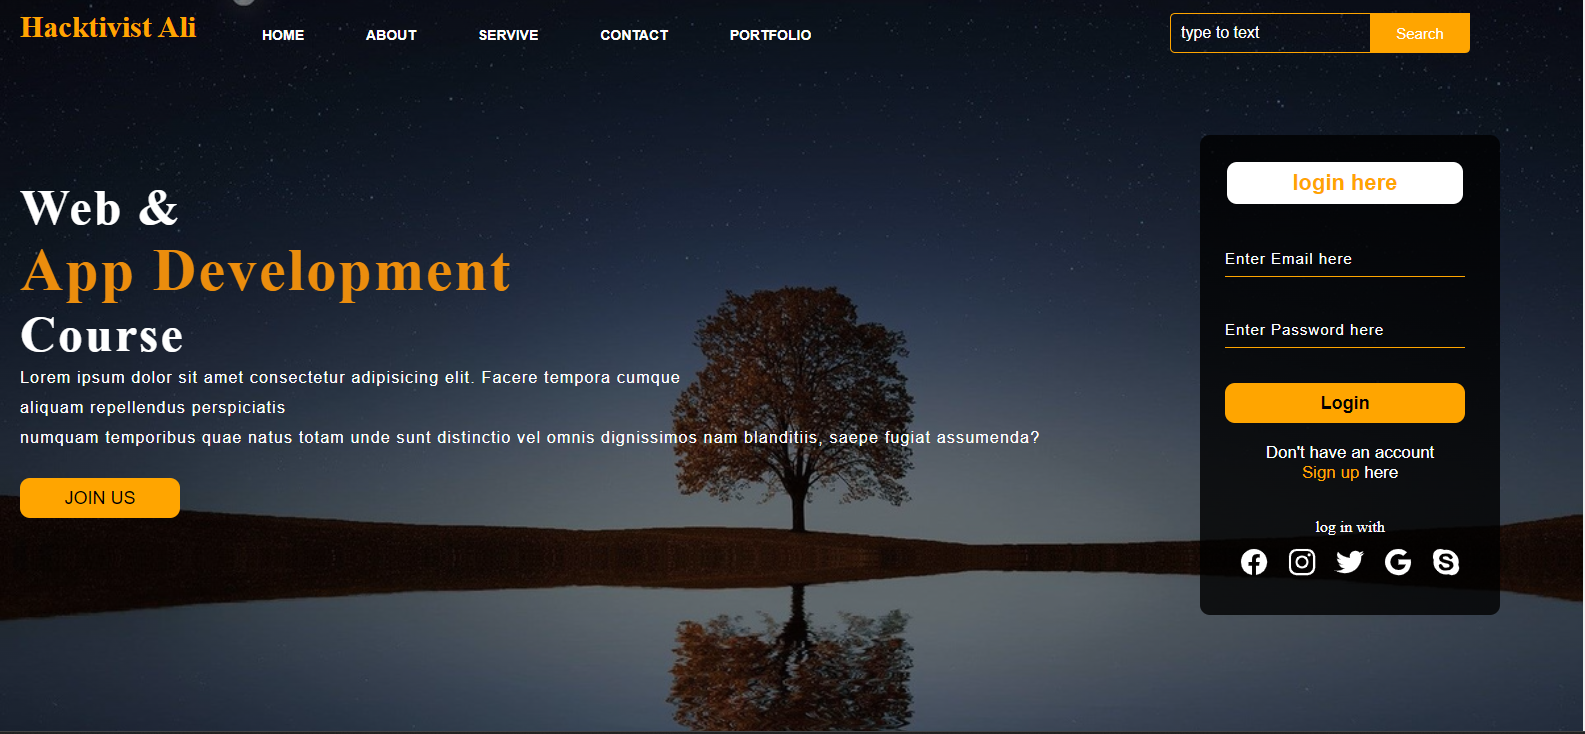 Hacktivist Ali
HOME ABOUT SERVIVE CONTACT PORTFOLIO
type to text Search
Web &
App Development
Course
Lorem ipsum dolor sit amet consectetur adipisicing elit. Facere tempora cumque
aliquam repellendus perspiciatis
numquam temporibus quae natus totam unde sunt distinctio vel omnis dignissimos nam blanditiis, saepe fugiat assumenda?
JOIN US
login here
Enter Email here
Enter Password here
Login
Don't have an account
Sign up here
log in with